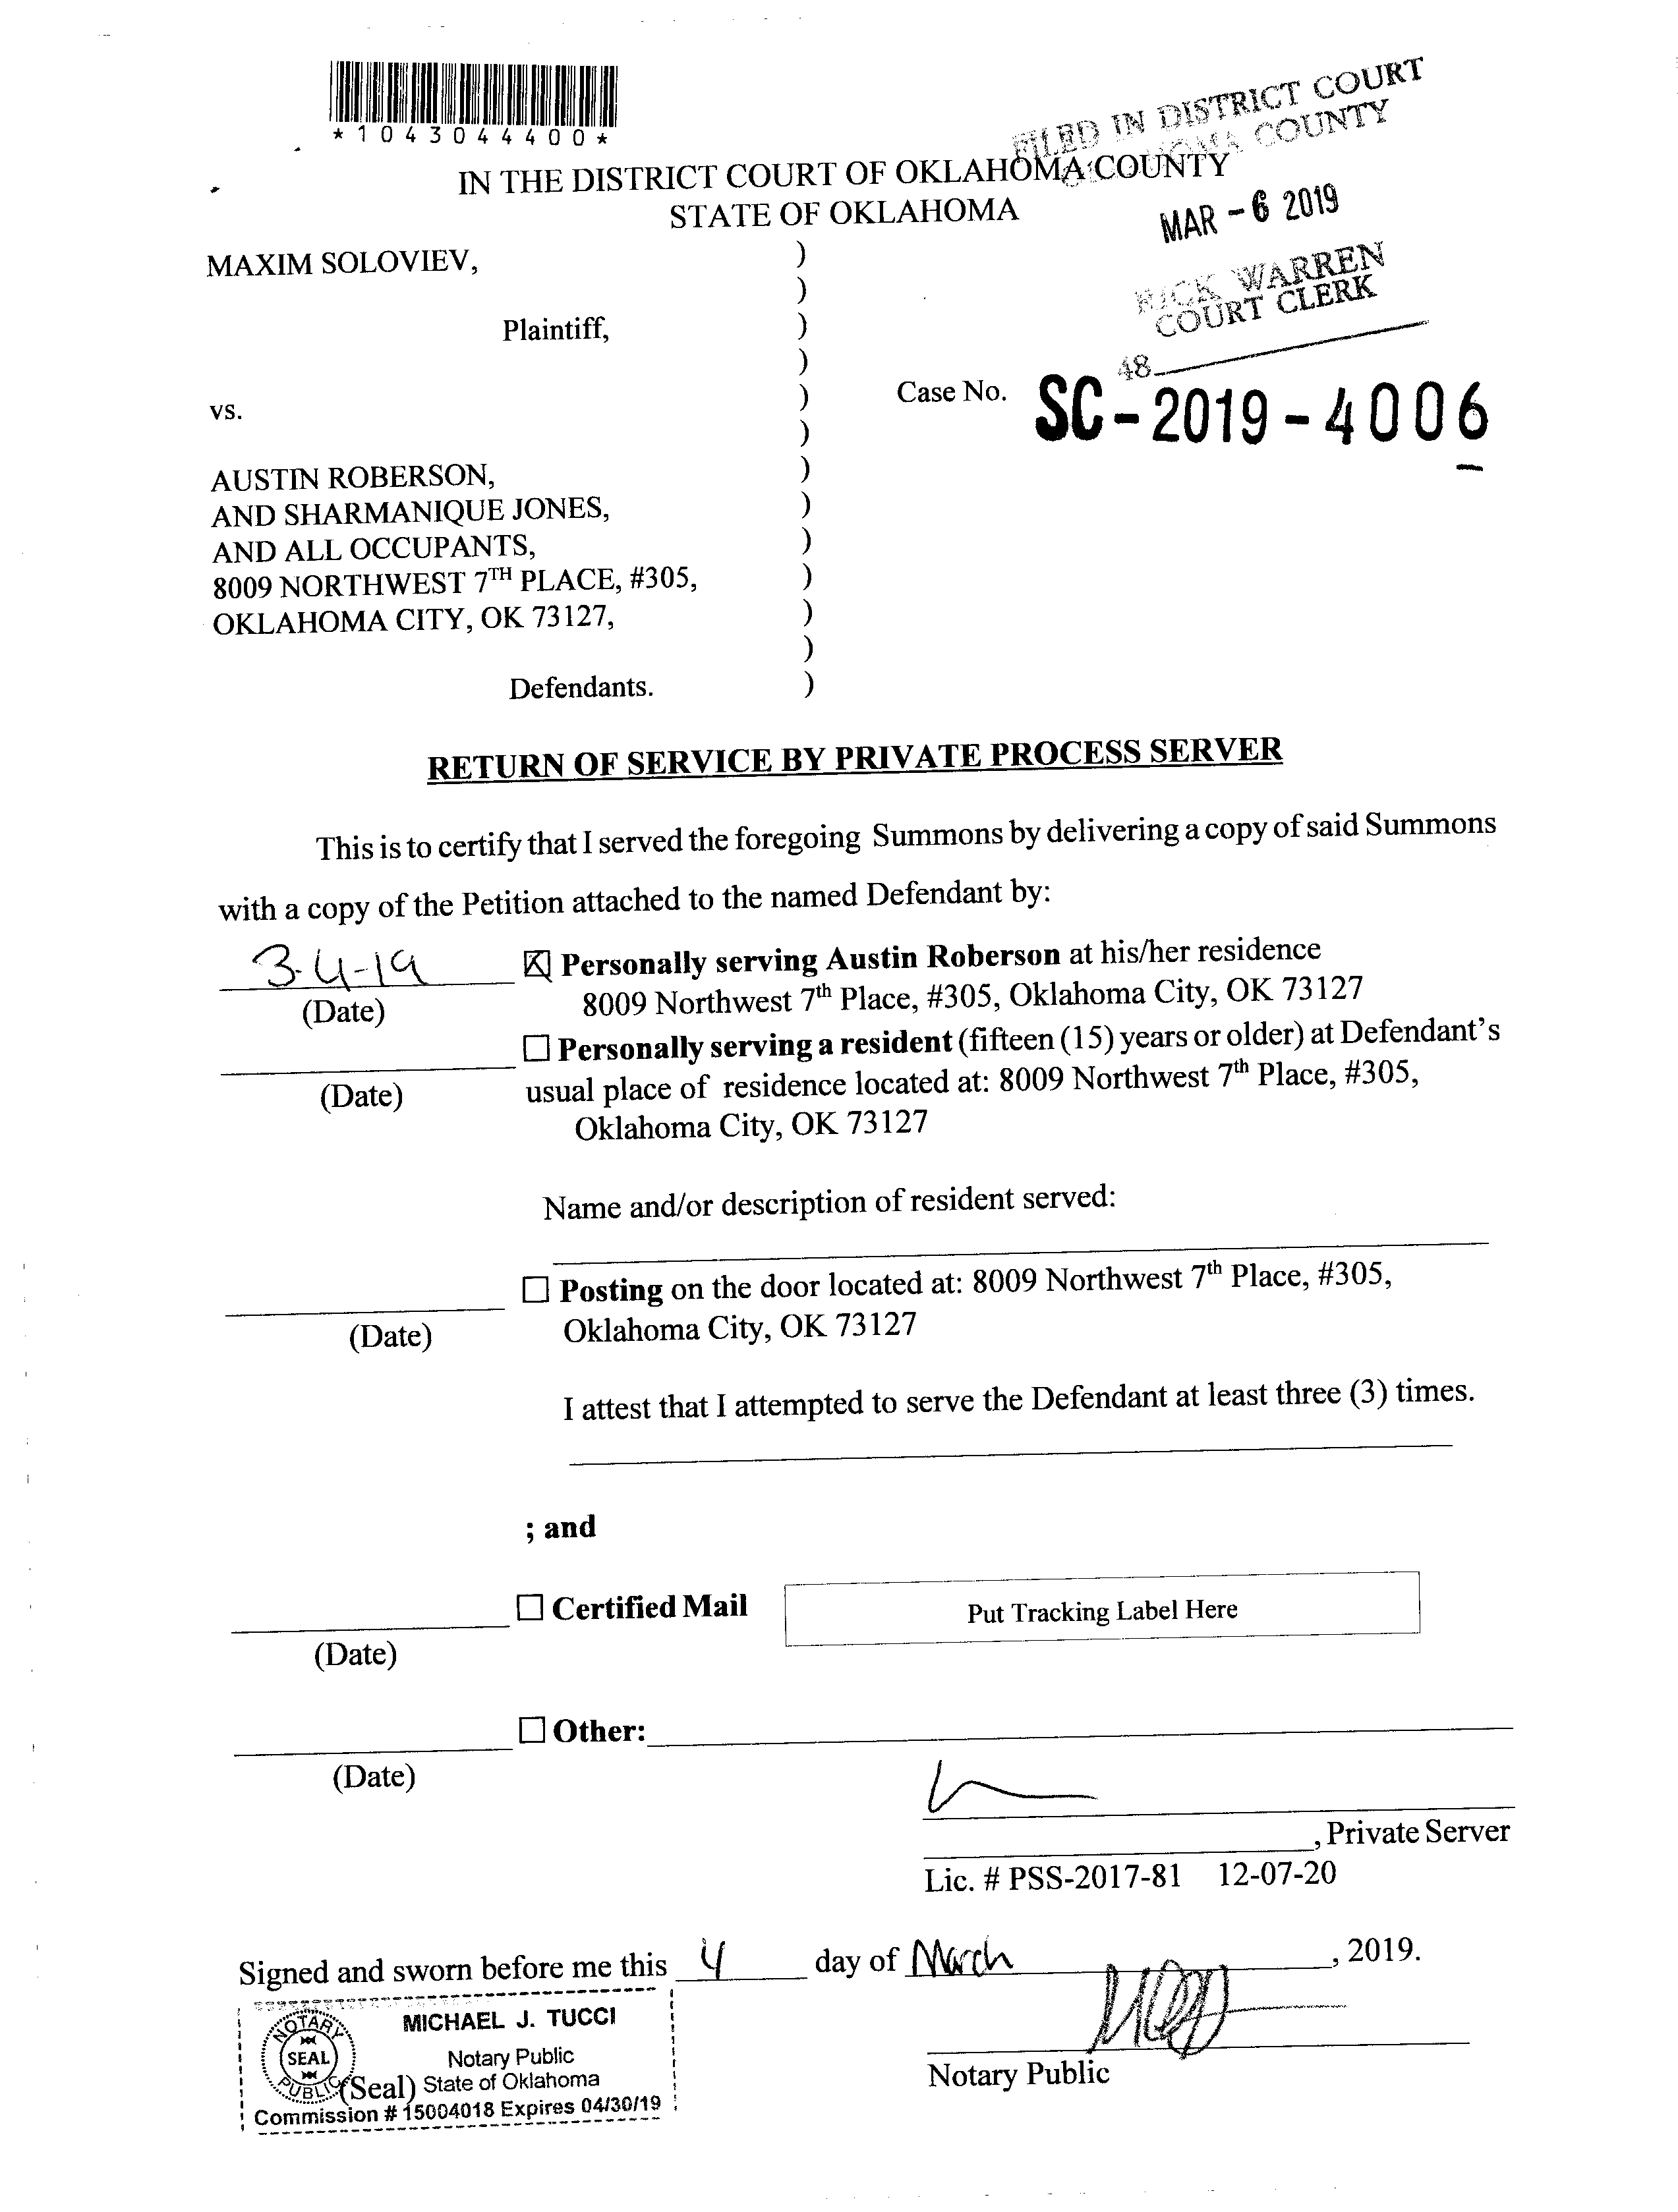 *1043044400*
FILED IN DISTRICT COURT
COUNTY
IN THE DISTRICT COURT OF OKLAHOMA COUNTY
STATE OF OKLAHOMA
MAR - 6 2019
RICK WARREN
COURT CLERK
48
MAXIM SOLOVIEV, )
)
Plaintiff, )
)
vs. ) Case No. SC - 2019 - 4006
)
AUSTIN ROBERSON, )
AND SHARMANIQUE JONES, )
AND ALL OCCUPANTS, )
8009 NORTHWEST 7TH PLACE, #305, )
OKLAHOMA CITY, OK 73127, )
)
Defendants. )
RETURN OF SERVICE BY PRIVATE PROCESS SERVER
This is to certify that I served the foregoing Summons by delivering a copy of said Summons
with a copy of the Petition attached to the named Defendant by:
3-4-19 ☒ Personally serving Austin Roberson at his/her residence
(Date) 8009 Northwest 7th Place, #305, Oklahoma City, OK 73127
☐ Personally serving a resident (fifteen (15) years or older) at Defendant's
(Date) usual place of residence located at: 8009 Northwest 7th Place, #305,
Oklahoma City, OK 73127
Name and/or description of resident served:
☐ Posting on the door located at: 8009 Northwest 7th Place, #305,
(Date) Oklahoma City, OK 73127
I attest that I attempted to serve the Defendant at least three (3) times.
; and
☐ Certified Mail Put Tracking Label Here
(Date)
☐ Other:
(Date)
, Private Server
Lic. # PSS-2017-81 12-07-20
Signed and sworn before me this 4 day of March, 2019.
NOTARY
SEAL
PUBLIC
MICHAEL J. TUCCI
Notary Public
(Seal) State of Oklahoma
Commission # 15004018 Expires 04/30/19
Notary Public